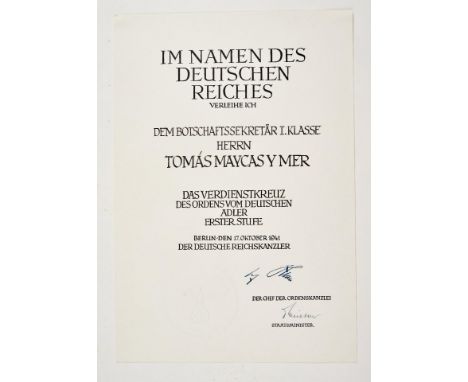 IM NAMEN DES
DEUTSCHEN
REICHES
VERLEIHE ICH
DEM BOTSCHAFTSSEKRETÄR I. KLASSE
HERRN
TOMÁS MAYCAS Y MER
DAS VERDIENSTKREUZ
DES ORDENS VOM DEUTSCHEN
ADLER
ERSTER STUFE
BERLIN·DEN 17. OKTOBER 1941
DER DEUTSCHE REICHSKANZLER
DER CHEF DER ORDENSKANZLEI
STAATSMINISTER